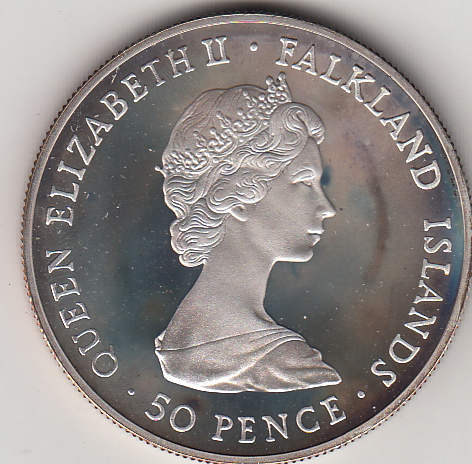 QUEEN ELIZABETH II · FALKLAND ISLANDS
· 50 PENCE ·